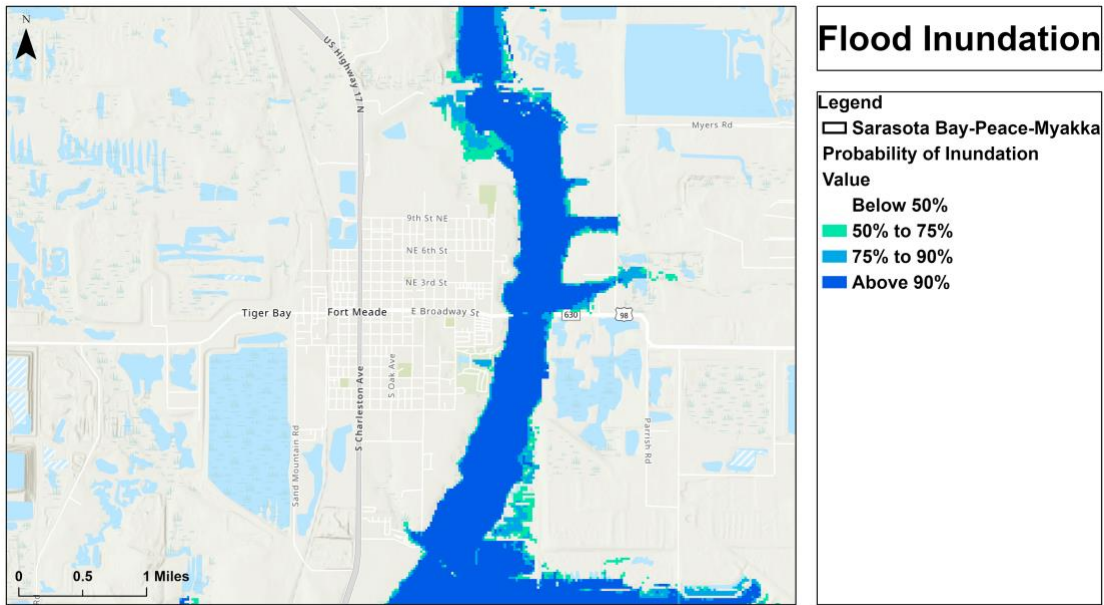 N
US Highway 17 N
Myers Rd
9th St NE
NE 6th St
NE 3rd St
Tiger Bay
Fort Meade
E Broadway St
630
98
S Oak Ave
S Charleston Ave
Sand Mountain Rd
Parrish Rd
Rd
0 0.5 1 Miles
Flood Inundation
Legend
Sarasota Bay-Peace-Myakka
Probability of Inundation
Value
Below 50%
50% to 75%
75% to 90%
Above 90%